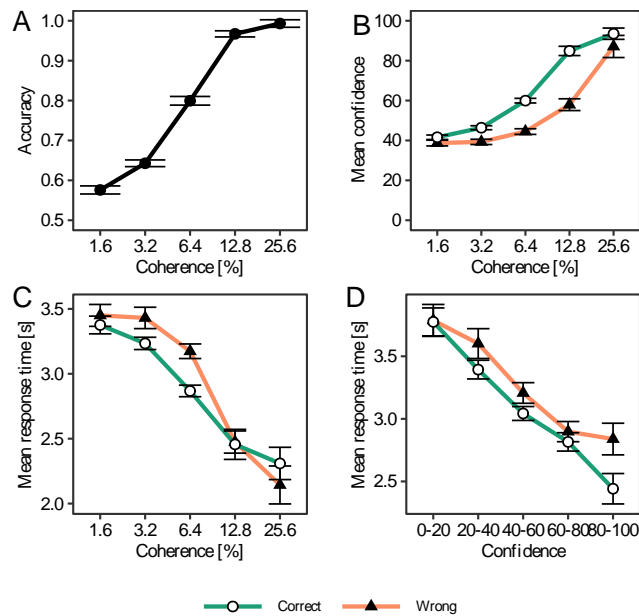 A
Accuracy
1.0
0.9
0.8
0.7
0.6
0.5
1.6 3.2 6.4 12.8 25.6
Coherence [%]
B
Mean confidence
100
80
60
40
20
0
1.6 3.2 6.4 12.8 25.6
Coherence [%]
C
Mean response time [s]
3.5
3.0
2.5
2.0
1.6 3.2 6.4 12.8 25.6
Coherence [%]
D
Mean response time [s]
3.5
3.0
2.5
0-20 20-40 40-60 60-80 80-100
Confidence
Correct Wrong